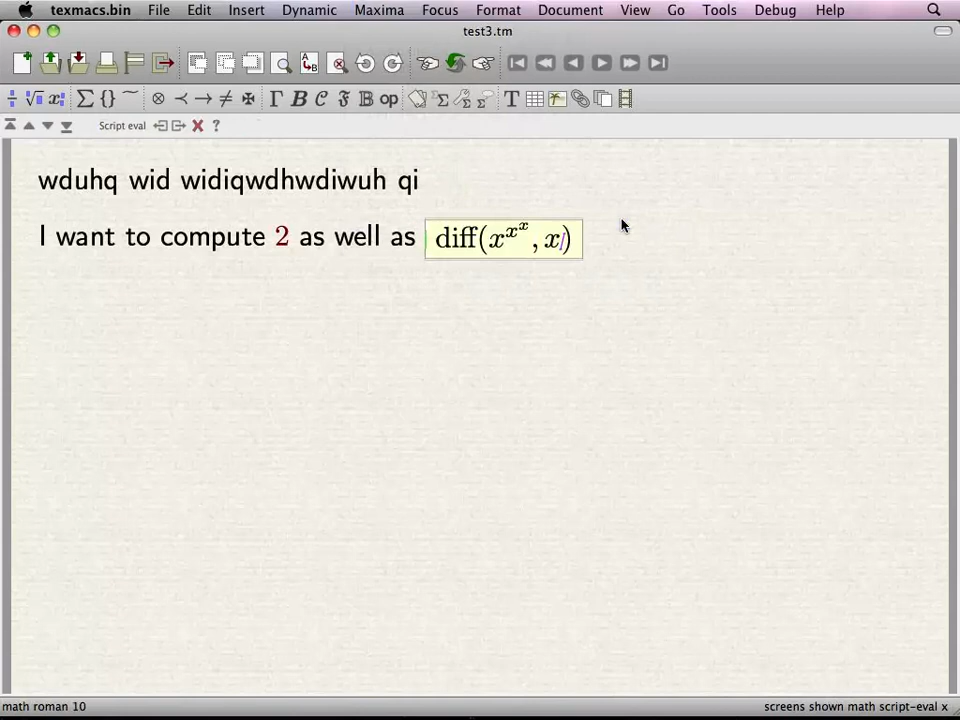 texmacs.bin File Edit Insert Dynamic Maxima Focus Format Document View Go Tools Debug Help
test3.tm
Γ B C F B op T
Script eval ?
wduhq wid widiqwdhwdiwuh qi
I want to compute 2 as well as diff(x^{x^x}, x)
math roman 10 screens shown math script-eval x